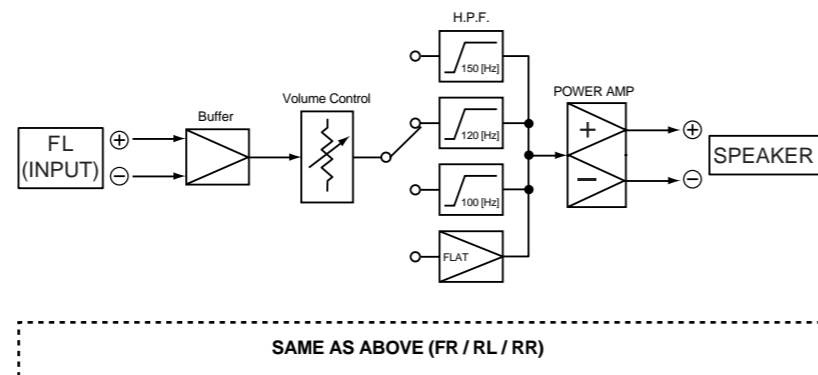 H.P.F.
150 [Hz]
Volume Control
POWER AMP
Buffer
120 [Hz]
FL
(INPUT)
+
−
+
−
+
−
SPEAKER
100 [Hz]
FLAT
SAME AS ABOVE (FR / RL / RR)